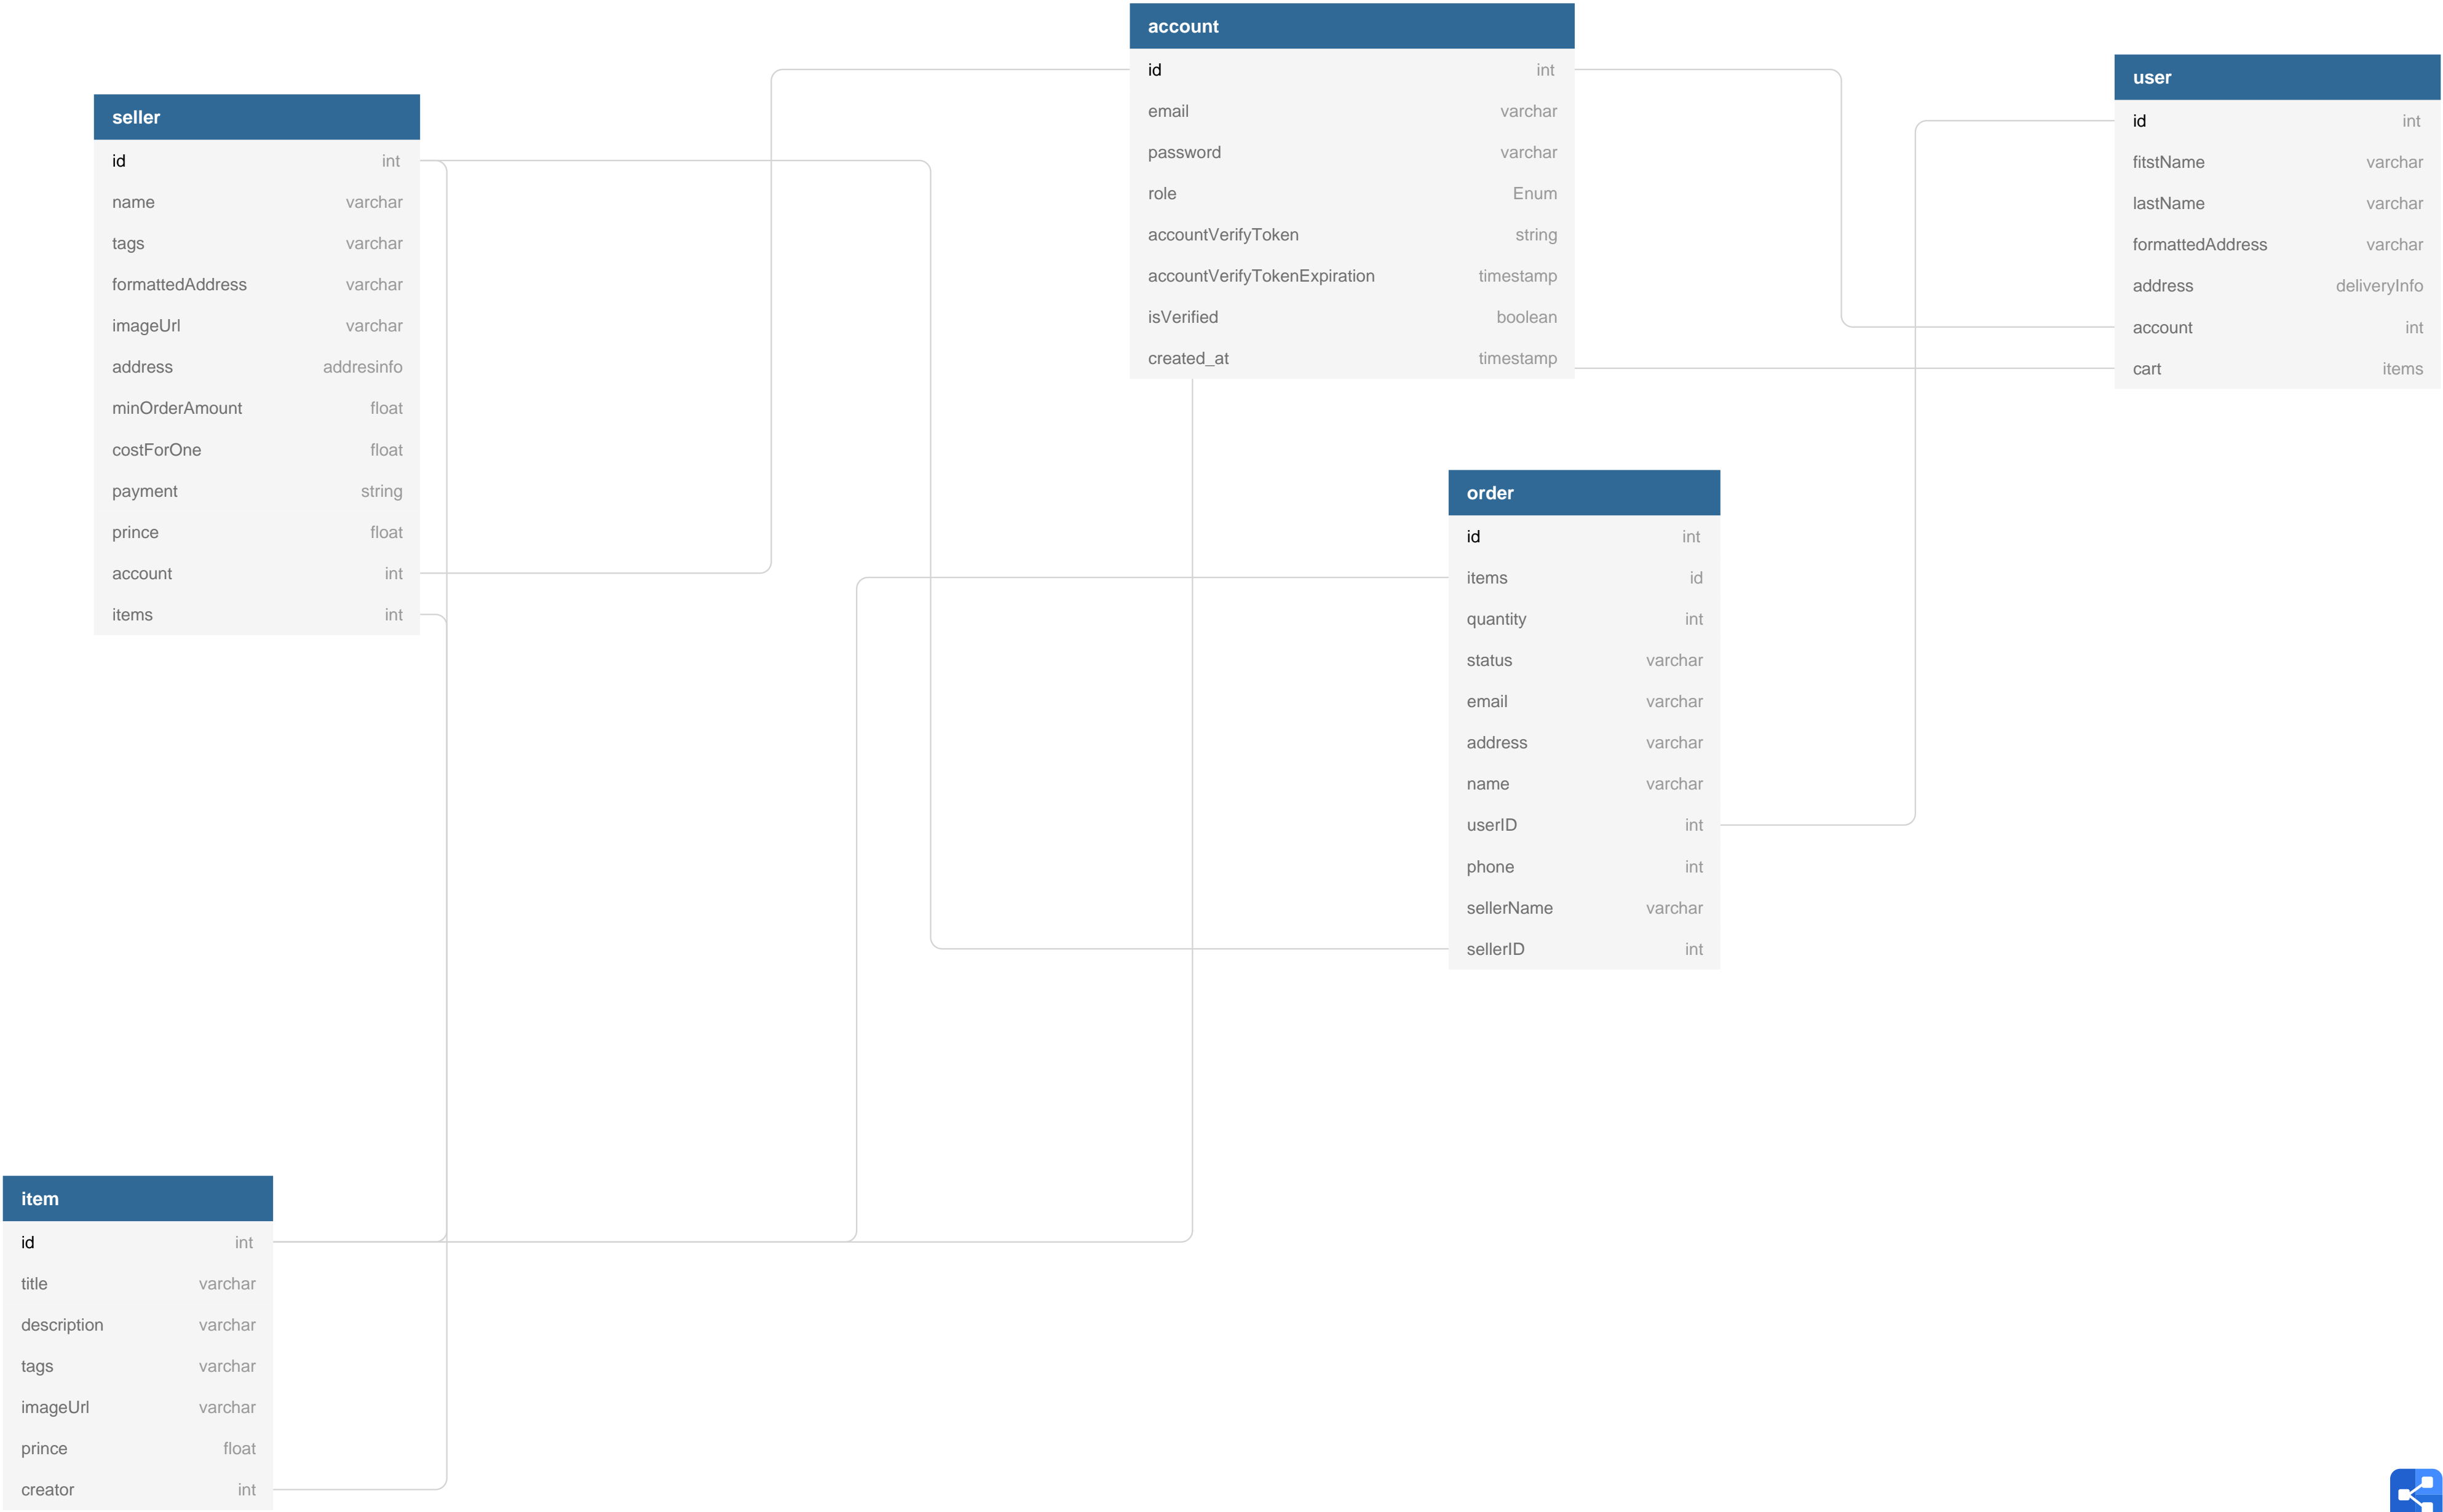 account
id int
email varchar
password varchar
role Enum
accountVerifyToken string
accountVerifyTokenExpiration timestamp
isVerified boolean
created_at timestamp
user
id int
fitstName varchar
lastName varchar
formattedAddress varchar
address deliveryInfo
account int
cart items
seller
id int
name varchar
tags varchar
formattedAddress varchar
imageUrl varchar
address addresinfo
minOrderAmount float
costForOne float
payment string
prince float
account int
items int
order
id int
items id
quantity int
status varchar
email varchar
address varchar
name varchar
userID int
phone int
sellerName varchar
sellerID int
item
id int
title varchar
description varchar
tags varchar
imageUrl varchar
prince float
creator int